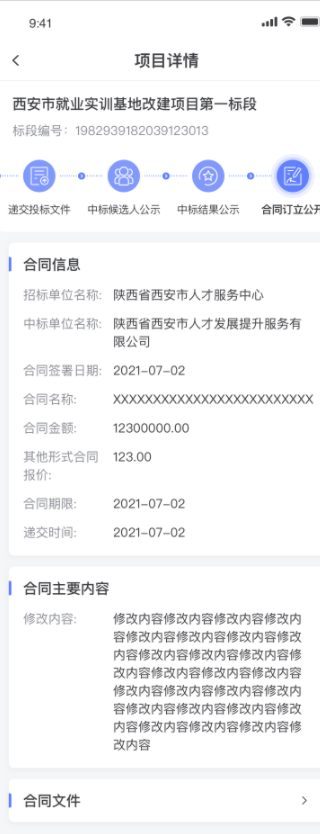 9:41
项目详情
西安市就业实训基地改建项目第一标段
标段编号：1982939182039123013
递交投标文件 中标候选人公示 中标结果公示 合同订立公开
合同信息
招标单位名称: 陕西省西安市人才服务中心
中标单位名称: 陕西省西安市人才发展提升服务有
限公司
合同签署日期: 2021-07-02
合同名称: XXXXXXXXXXXXXXXXXXXXXXXXXX
合同金额: 12300000.00
其他形式合同 123.00
报价:
合同期限: 2021-07-02
递交时间: 2021-07-02
合同主要内容
修改内容: 修改内容修改内容修改内容修改内
容修改内容修改内容修改内容修改
内容修改内容修改内容修改内容修
改内容修改内容修改内容修改内容
修改内容修改内容修改内容修改内
容修改内容修改内容修改内容修改
内容修改内容修改内容修改内容修
改内容
合同文件